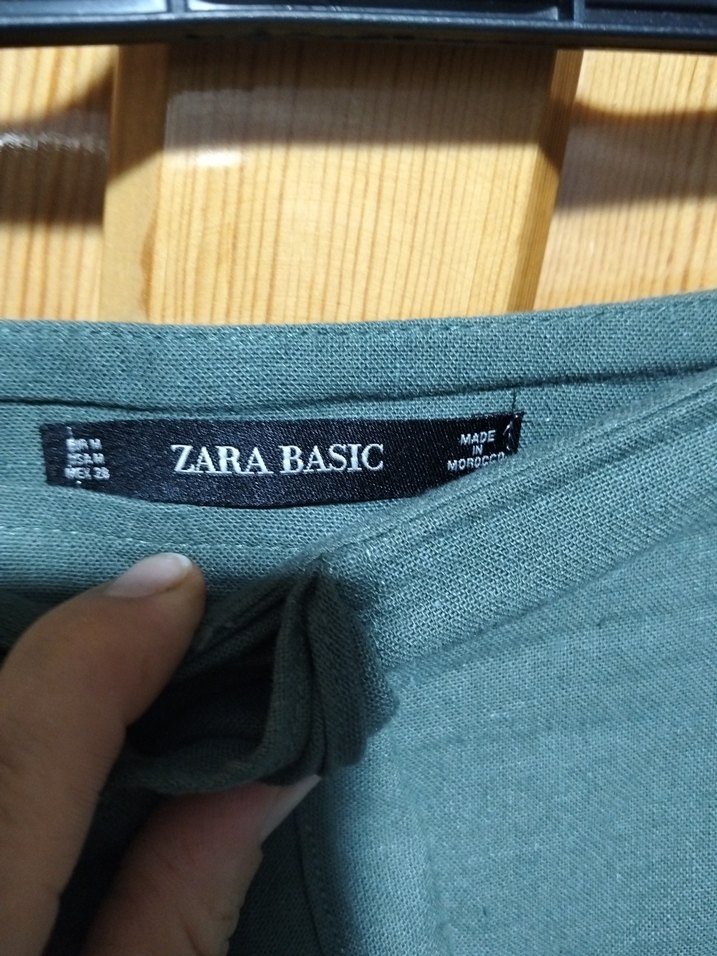 EUR M
USA M
MEX 28
ZARA BASIC
MADE
IN
MOROCCO